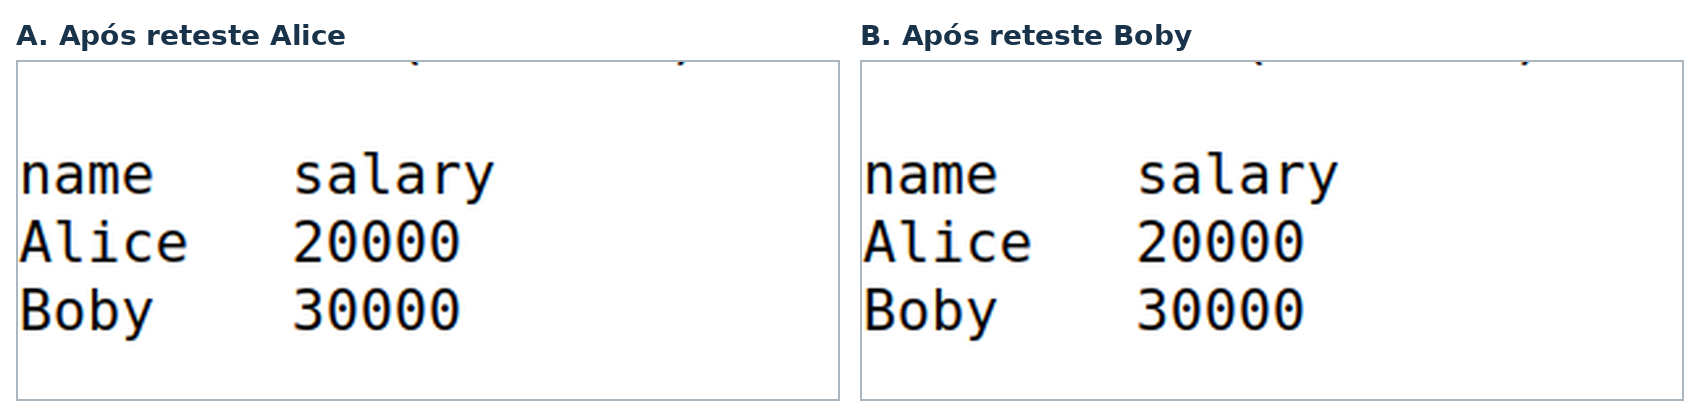 A. Após reteste Alice
name salary
Alice 20000
Boby 30000
B. Após reteste Boby
name salary
Alice 20000
Boby 30000